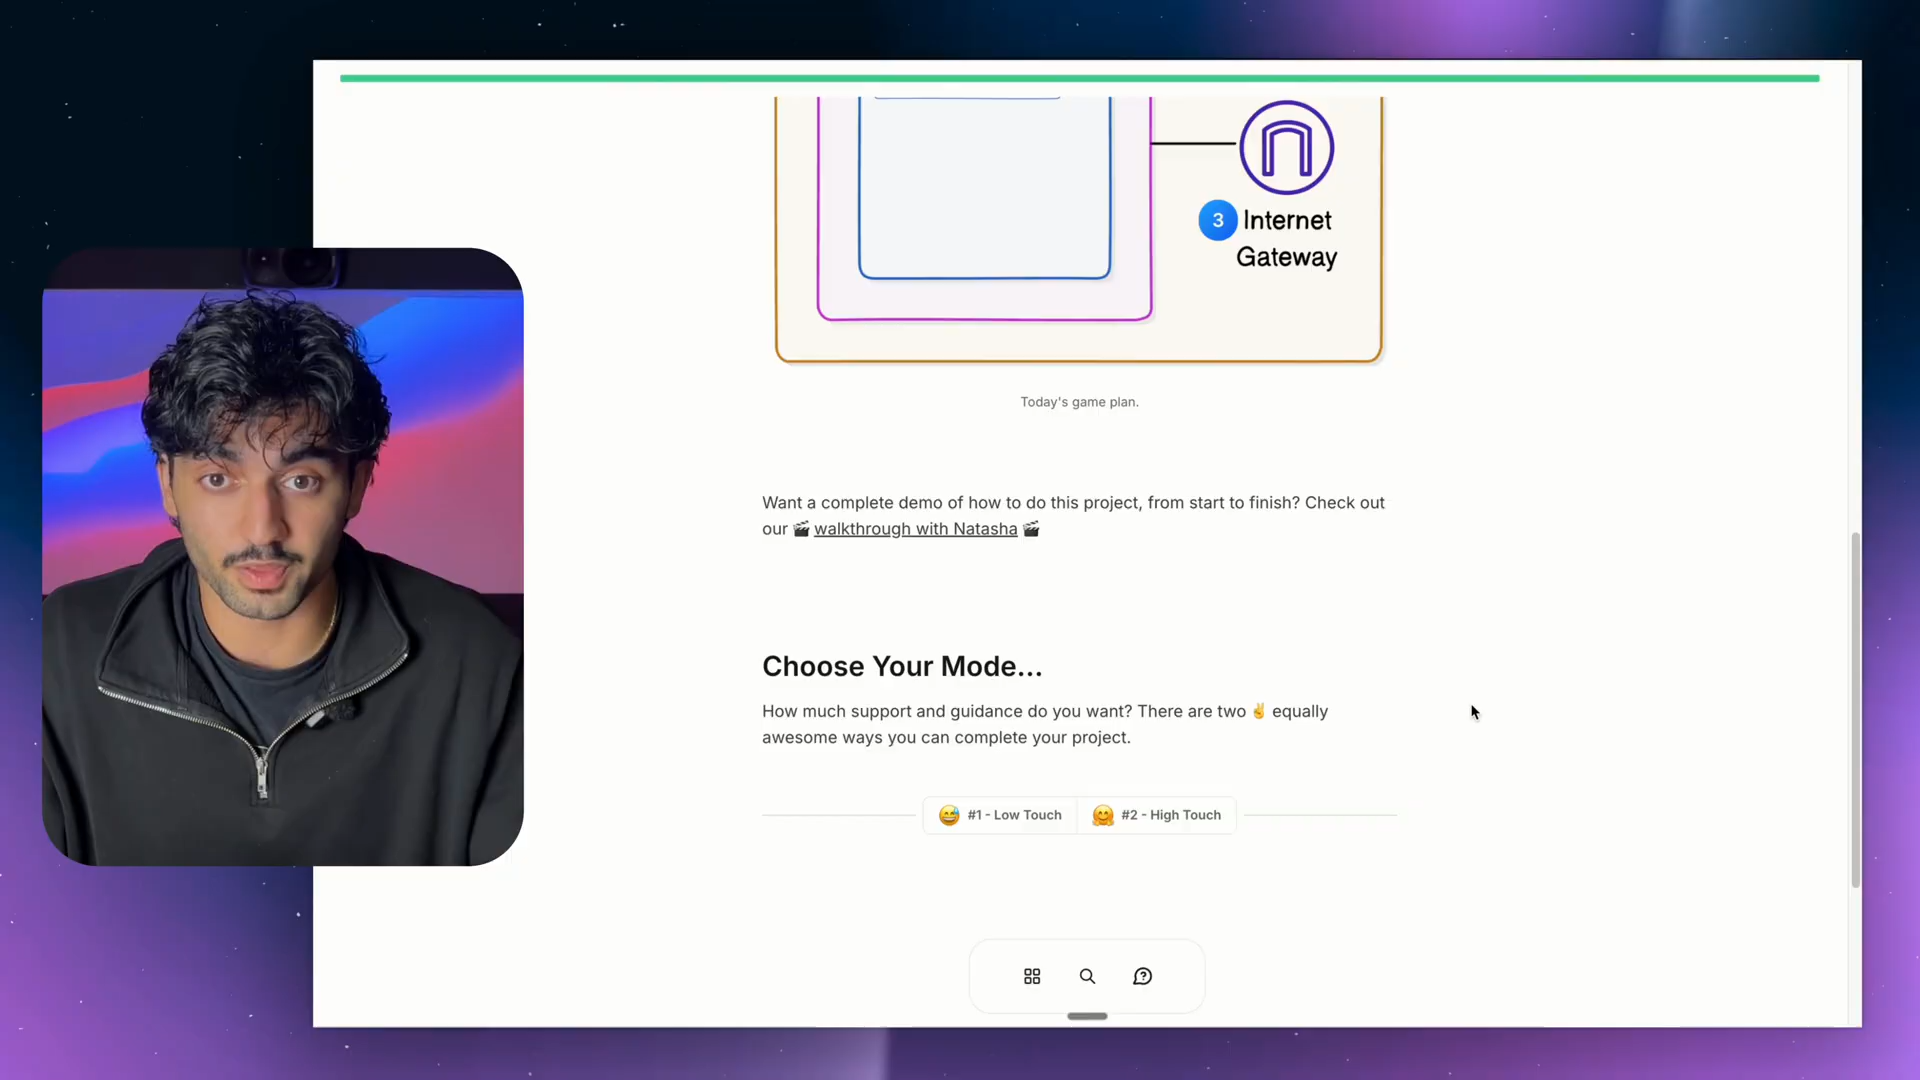 3 Internet
Gateway
Today's game plan.
Want a complete demo of how to do this project, from start to finish? Check out
our 🎬 walkthrough with Natasha 🎬
Choose Your Mode...
How much support and guidance do you want? There are two ✌️ equally
awesome ways you can complete your project.
😅 #1 - Low Touch 🤗 #2 - High Touch